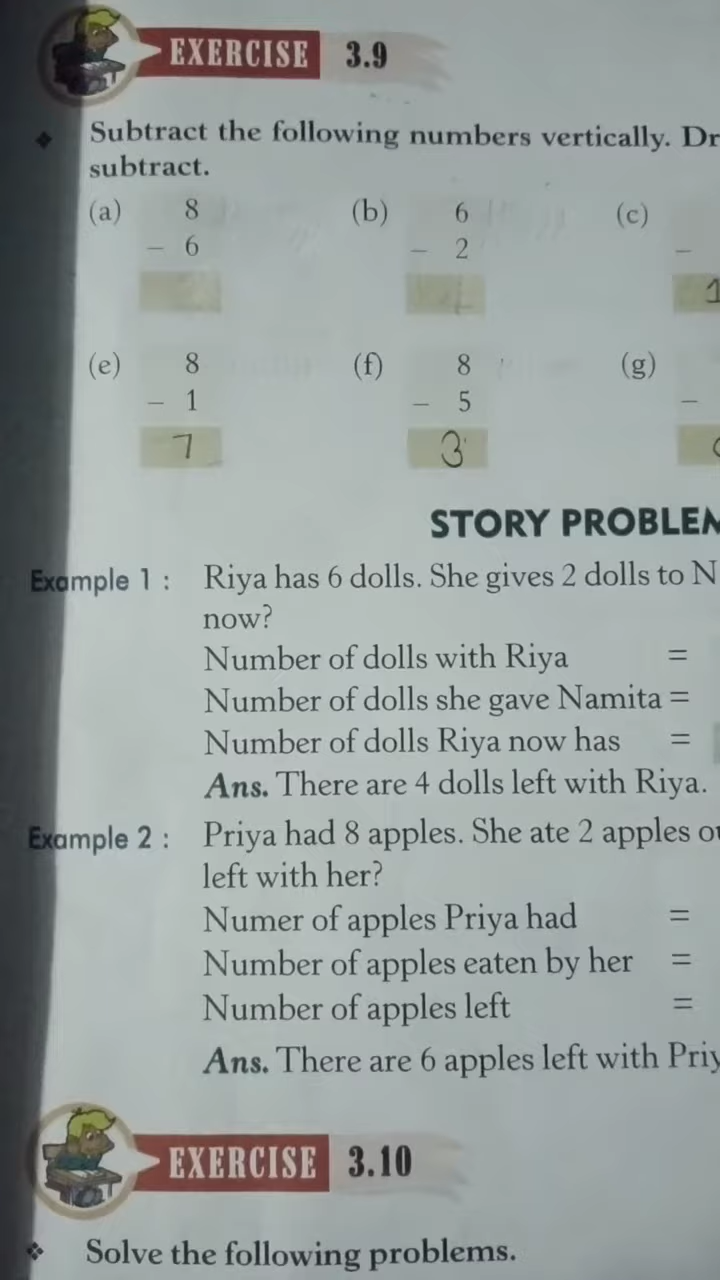 EXERCISE 3.9
Subtract the following numbers vertically.
subtract.
(a) 8 (b) 6 (c)
- 6 - 2 -
1
(e) 8 (f) 8 (g)
- 1 - 5 -
7 3
STORY
Example 1 : Riya has 6 dolls. She gives 2 dolls to
now?
Number of dolls with Riya =
Number of dolls she gave Namita =
Number of dolls Riya now has =
Ans. There are 4 dolls left with Riya.
Example 2 : Priya had 8 apples. She ate 2 apples
left with her?
Numer of apples Priya had =
Number of apples eaten by her =
Number of apples left =
Ans. There are 6 apples left with
EXERCISE 3.10
Solve the following problems.